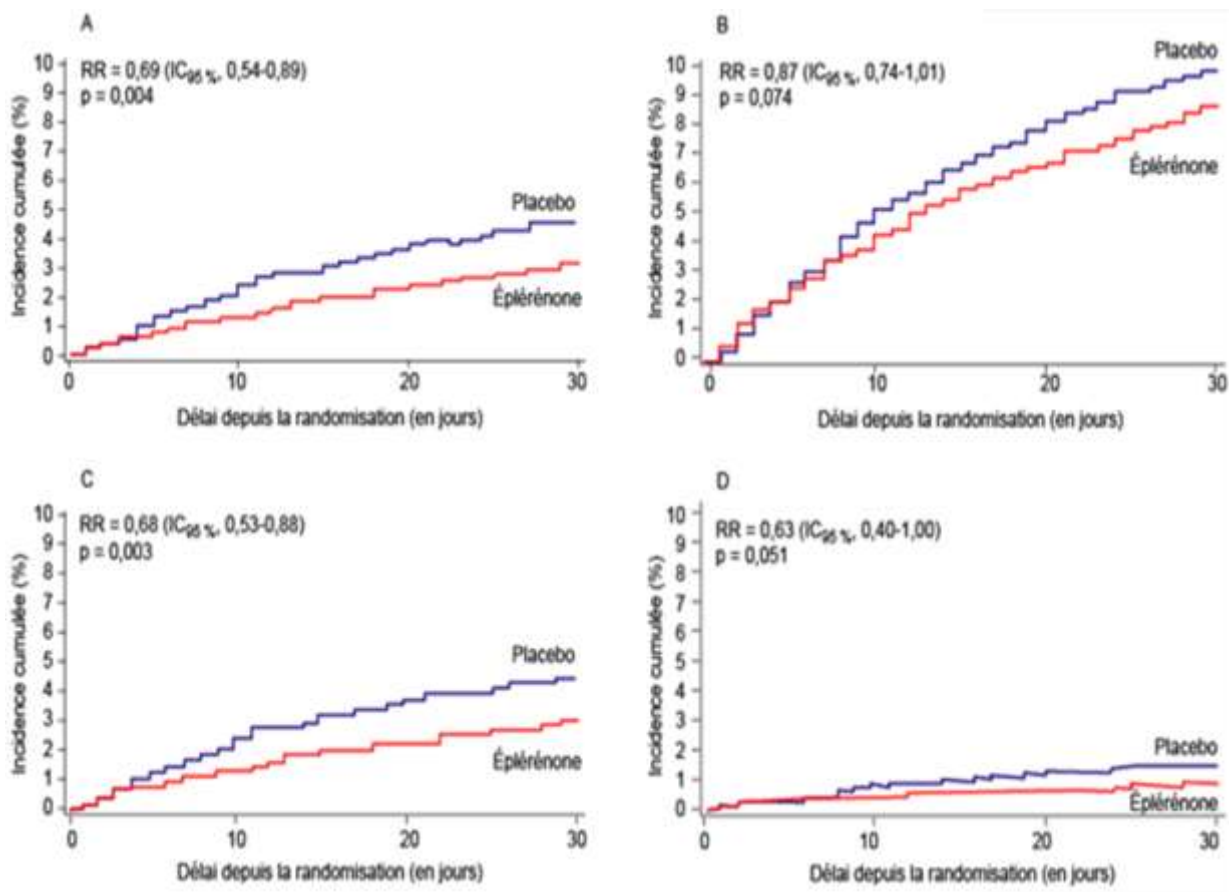 A
RR = 0,69 (IC95 %, 0,54-0,89)
p = 0,004
Incidence cumulée (%)
10
9
8
7
6
5
4
3
2
1
0
Placebo
Éplérénone
0 10 20 30
Délai depuis la randomisation (en jours)
B
RR = 0,87 (IC95 %, 0,74-1,01)
p = 0,074
Incidence cumulée (%)
10
9
8
7
6
5
4
3
2
1
0
Placebo
Éplérénone
0 10 20 30
Délai depuis la randomisation (en jours)
C
RR = 0,68 (IC95 %, 0,53-0,88)
p = 0,003
Incidence cumulée (%)
10
9
8
7
6
5
4
3
2
1
0
Placebo
Éplérénone
0 10 20 30
Délai depuis la randomisation (en jours)
D
RR = 0,63 (IC95 %, 0,40-1,00)
p = 0,051
Incidence cumulée (%)
10
9
8
7
6
5
4
3
2
1
0
Placebo
Éplérénone
0 10 20 30
Délai depuis la randomisation (en jours)